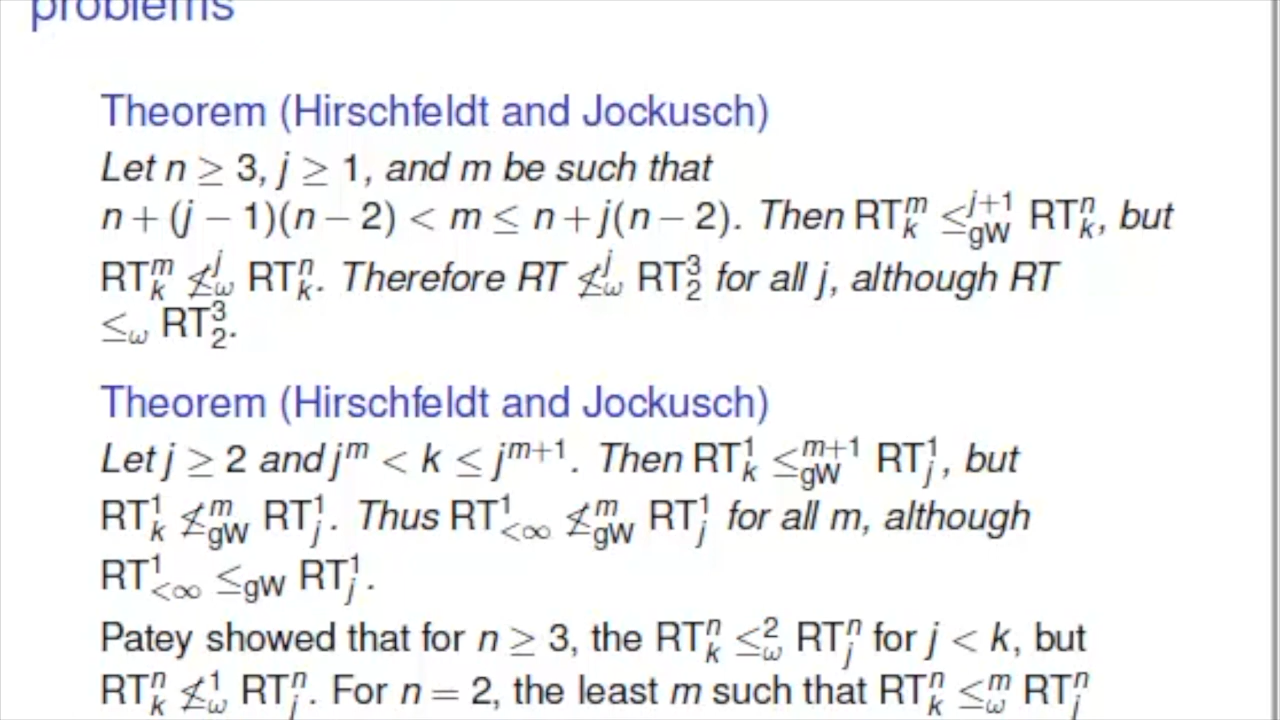 problems
Theorem (Hirschfeldt and Jockusch)
Let n ≥ 3, j ≥ 1, and m be such that
n + (j − 1)(n − 2) < m ≤ n + j(n − 2). Then RT^m_k ≤^{j+1}_{gW} RT^n_k, but
RT^m_k ≰^j_ω RT^n_k. Therefore RT ≰^j_ω RT^3_2 for all j, although RT
≤_ω RT^3_2.
Theorem (Hirschfeldt and Jockusch)
Let j ≥ 2 and j^m < k ≤ j^{m+1}. Then RT^1_k ≤^{m+1}_{gW} RT^1_j, but
RT^1_k ≰^m_{gW} RT^1_j. Thus RT^1_{<∞} ≰^m_{gW} RT^1_j for all m, although
RT^1_{<∞} ≤_{gW} RT^1_j.
Patey showed that for n ≥ 3, the RT^n_k ≤^2_ω RT^n_j for j < k, but
RT^n_k ≰^1_ω RT^n_j. For n = 2, the least m such that RT^n_k ≤^m_ω RT^n_j